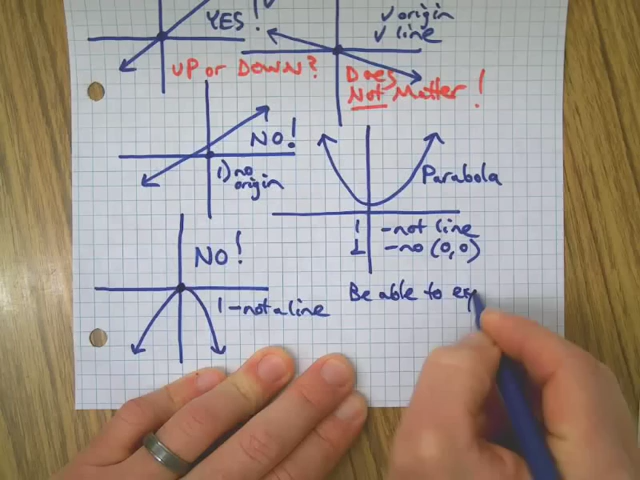 YES !
✓ origin
✓ line
UP or DOWN?
Does
Not Matter !
NO!
1) no
origin
Parabola
-not line
-no (0,0)
NO!
1 -not a line
Be able to exp